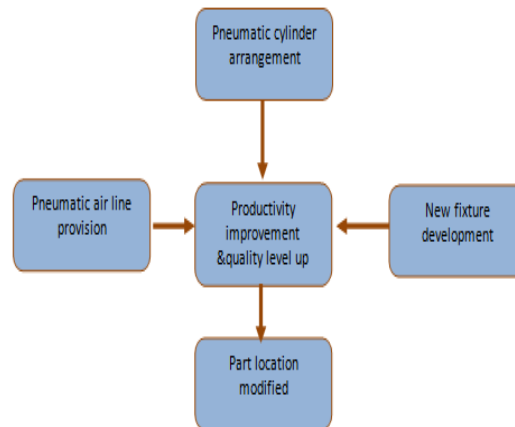 Pneumatic cylinder
arrangement
Pneumatic air line
provision
Productivity
improvement
&quality level up
New fixture
development
Part location
modified